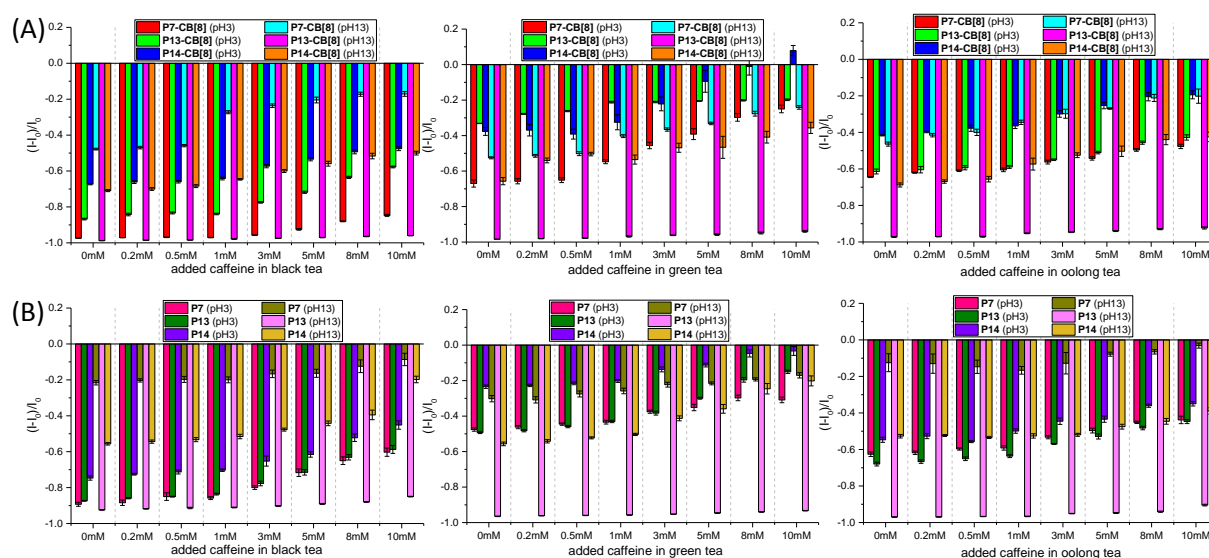 (A)
P7-CB[8] (pH3) P7-CB[8] (pH13)
P13-CB[8] (pH3) P13-CB[8] (pH13)
P14-CB[8] (pH3) P14-CB[8] (pH13)
0.2
0.0
-0.2
-0.4
-0.6
-0.8
-1.0
(I-I0)/I0
0mM 0.2mM 0.5mM 1mM 3mM 5mM 8mM 10mM
added caffeine in black tea
P7-CB[8] (pH3) P7-CB[8] (pH13)
P13-CB[8] (pH3) P13-CB[8] (pH13)
P14-CB[8] (pH3) P14-CB[8] (pH13)
0.2
0.0
-0.2
-0.4
-0.6
-0.8
-1.0
(I-I0)/I0
0mM 0.2mM 0.5mM 1mM 3mM 5mM 8mM 10mM
added caffeine in green tea
P7-CB[8] (pH3) P7-CB[8] (pH13)
P13-CB[8] (pH3) P13-CB[8] (pH13)
P14-CB[8] (pH3) P14-CB[8] (pH13)
0.2
0.0
-0.2
-0.4
-0.6
-0.8
-1.0
(I-I0)/I0
0mM 0.2mM 0.5mM 1mM 3mM 5mM 8mM 10mM
added caffeine in oolong tea
(B)
P7 (pH3) P7 (pH13)
P13 (pH3) P13 (pH13)
P14 (pH3) P14 (pH13)
0.2
0.0
-0.2
-0.4
-0.6
-0.8
-1.0
(I-I0)/I0
0mM 0.2mM 0.5mM 1mM 3mM 5mM 8mM 10mM
added caffeine in black tea
P7 (pH3) P7 (pH13)
P13 (pH3) P13 (pH13)
P14 (pH3) P14 (pH13)
0.2
0.0
-0.2
-0.4
-0.6
-0.8
-1.0
(I-I0)/I0
0mM 0.2mM 0.5mM 1mM 3mM 5mM 8mM 10mM
added caffeine in green tea
P7 (pH3) P7 (pH13)
P13 (pH3) P13 (pH13)
P14 (pH3) P14 (pH13)
0.2
0.0
-0.2
-0.4
-0.6
-0.8
-1.0
(I-I0)/I0
0mM 0.2mM 0.5mM 1mM 3mM 5mM 8mM 10mM
added caffeine in oolong tea